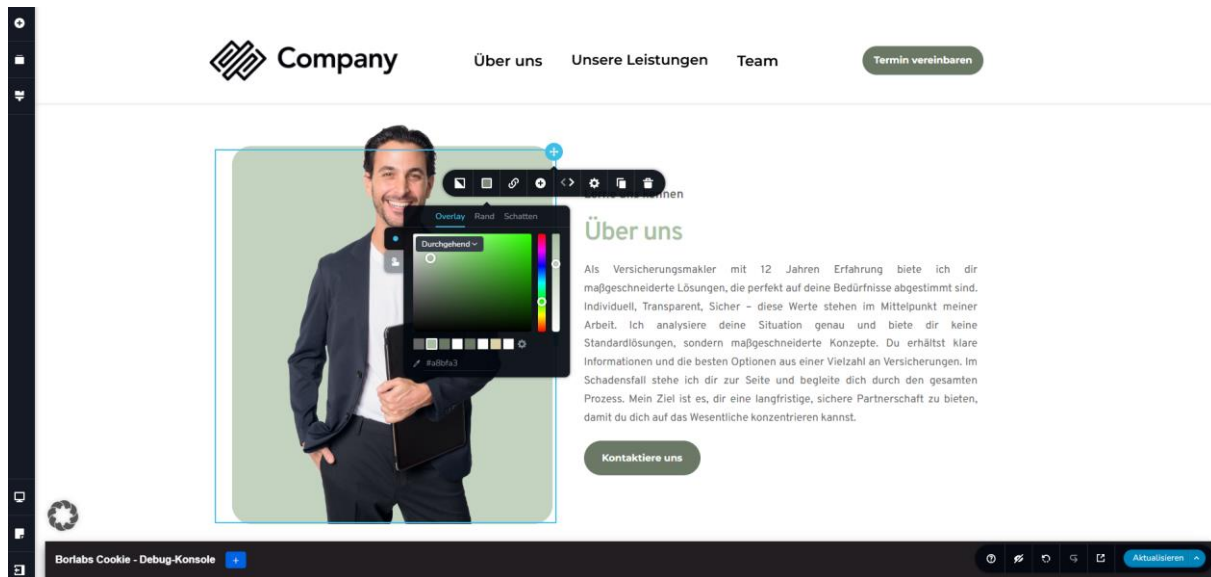 Company
Über uns
Unsere Leistungen
Team
Termin vereinbaren
Overlay
Rand
Schatten
Durchgehend
#a8bfa3
Über uns
Als Versicherungsmakler mit 12 Jahren Erfahrung biete ich dir
maßgeschneiderte Lösungen, die perfekt auf deine Bedürfnisse abgestimmt sind.
Individuell, Transparent, Sicher – diese Werte stehen im Mittelpunkt meiner
Arbeit. Ich analysiere deine Situation genau und biete dir keine
Standardlösungen, sondern maßgeschneiderte Konzepte. Du erhältst klare
Informationen und die besten Optionen aus einer Vielzahl an Versicherungen. Im
Schadensfall stehe ich dir zur Seite und begleite dich durch den gesamten
Prozess. Mein Ziel ist es, dir eine langfristige, sichere Partnerschaft zu bieten,
damit du dich auf das Wesentliche konzentrieren kannst.
Kontaktiere uns
Borlabs Cookie - Debug-Konsole
Aktualisieren